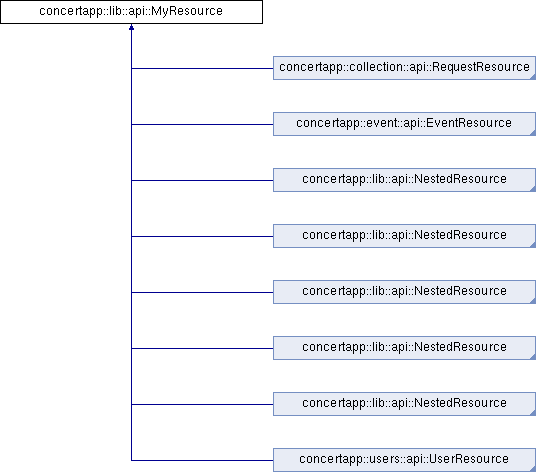 concertapp::lib::api::MyResource
concertapp::collection::api::RequestResource
concertapp::event::api::EventResource
concertapp::lib::api::NestedResource
concertapp::lib::api::NestedResource
concertapp::lib::api::NestedResource
concertapp::lib::api::NestedResource
concertapp::lib::api::NestedResource
concertapp::users::api::UserResource